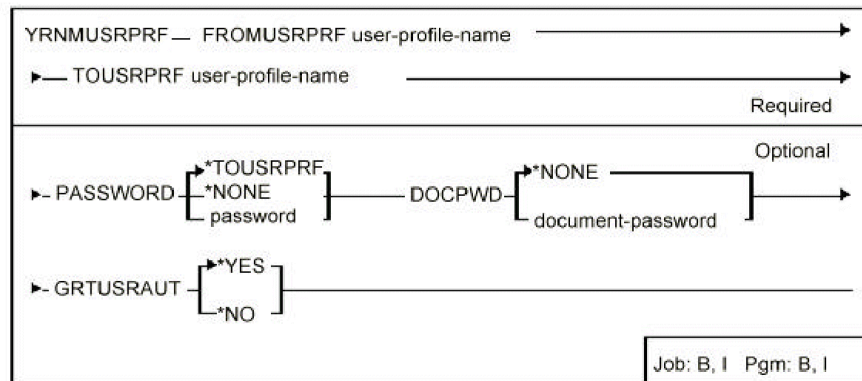 YRNMUSRPRF FROMUSRPRF user-profile-name
TOUSRPRF user-profile-name
Required
Optional
PASSWORD
*TOUSRPRF
*NONE
password
DOCPWD
*NONE
document-password
GRTUSRAUT
*YES
*NO
Job: B, I Pgm: B, I